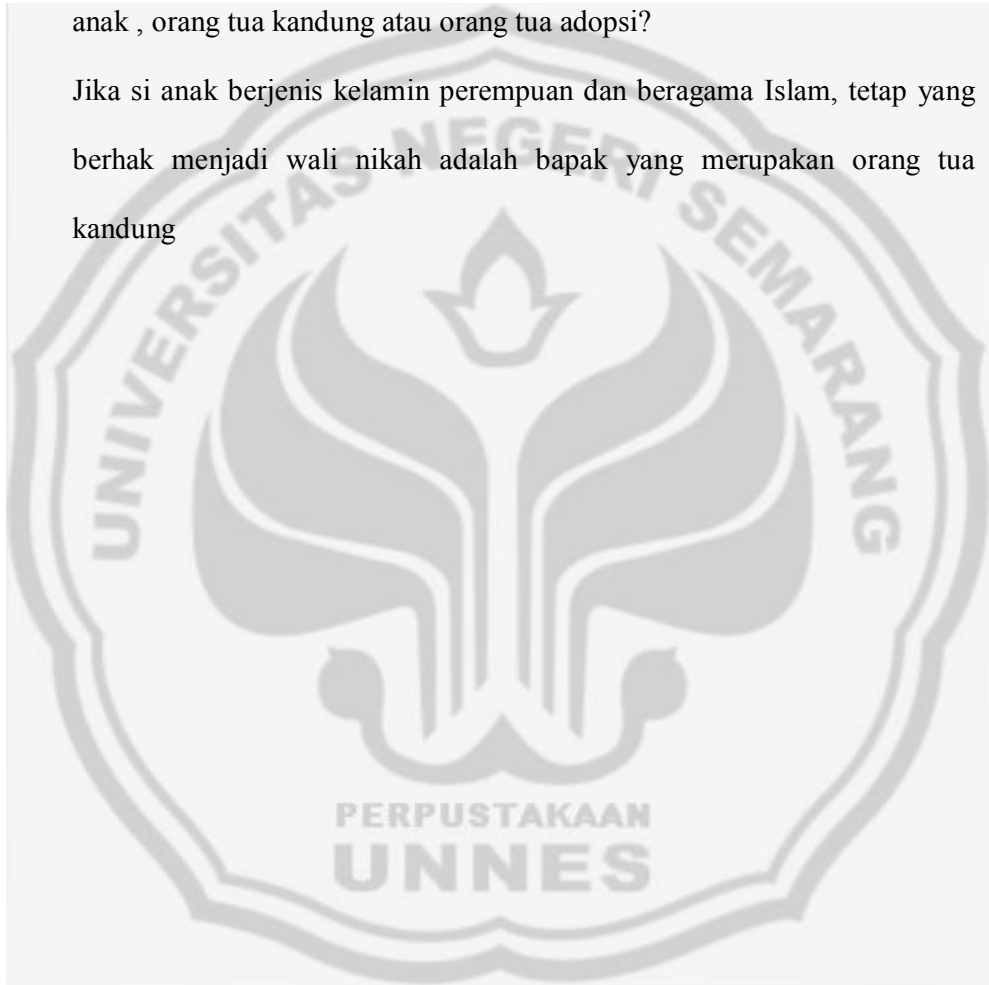 anak , orang tua kandung atau orang tua adopsi?
Jika si anak berjenis kelamin perempuan dan beragama Islam, tetap yang
berhak menjadi wali nikah adalah bapak yang merupakan orang tua
kandung
UNIVERSITAS NEGERI SEMARANG
PERPUSTAKAAN
UNNES